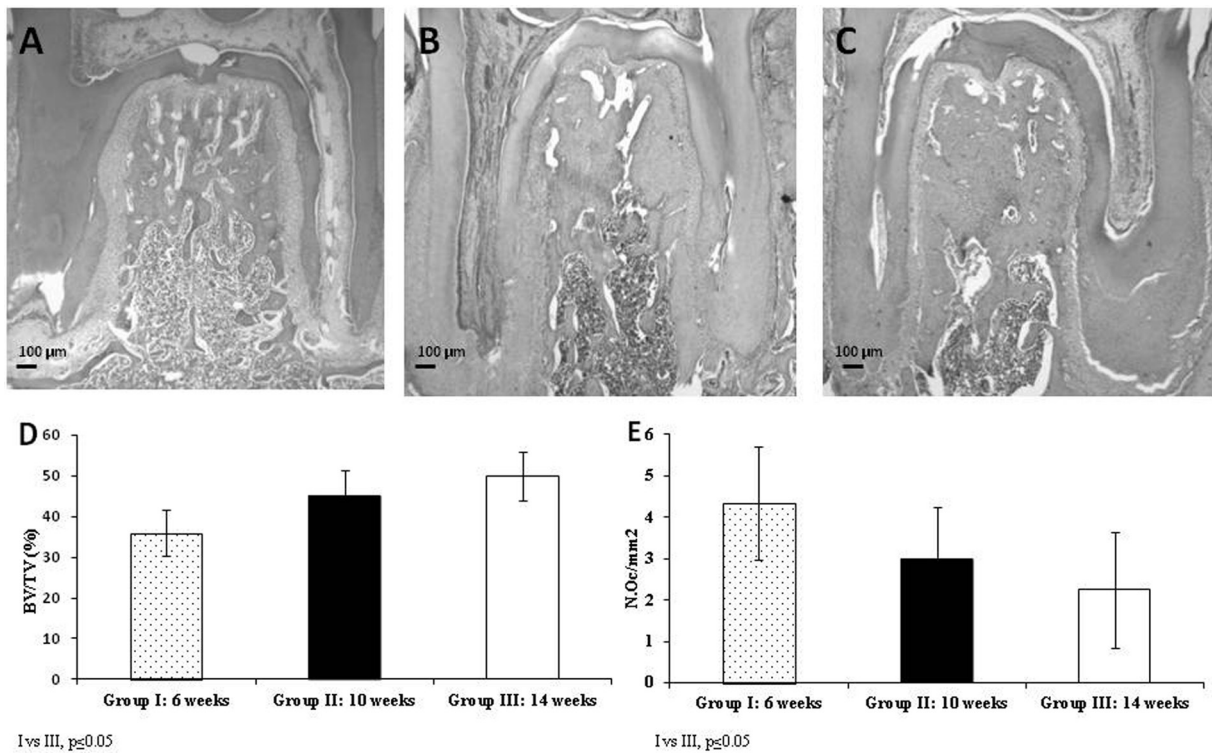 A B C
100 µm 100 µm 100 µm
D
60
50
40
30
20
10
0
BV/TV (%)
Group I: 6 weeks Group II: 10 weeks Group III: 14 weeks
I vs III, p≤0.05
E
6
5
4
3
2
1
0
N.Oc/mm2
Group I: 6 weeks Group II: 10 weeks Group III: 14 weeks
I vs III, p≤0.05